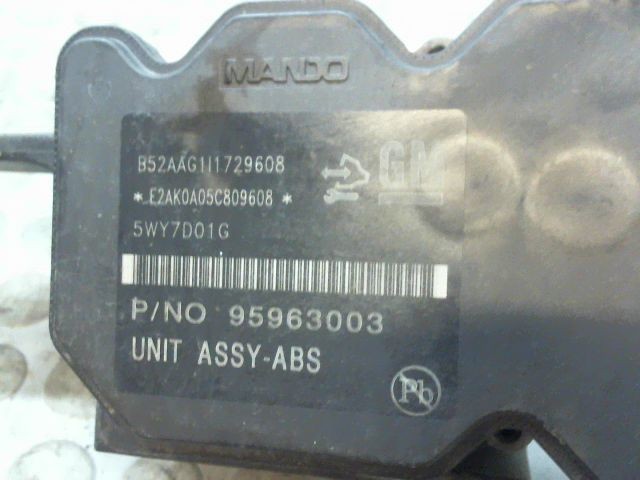 MANDO
B52AAG1I1729608
GM
*E2AK0A05C809608*
5WY7D01G
P/NO 95963003
UNIT ASSY-ABS
Pb